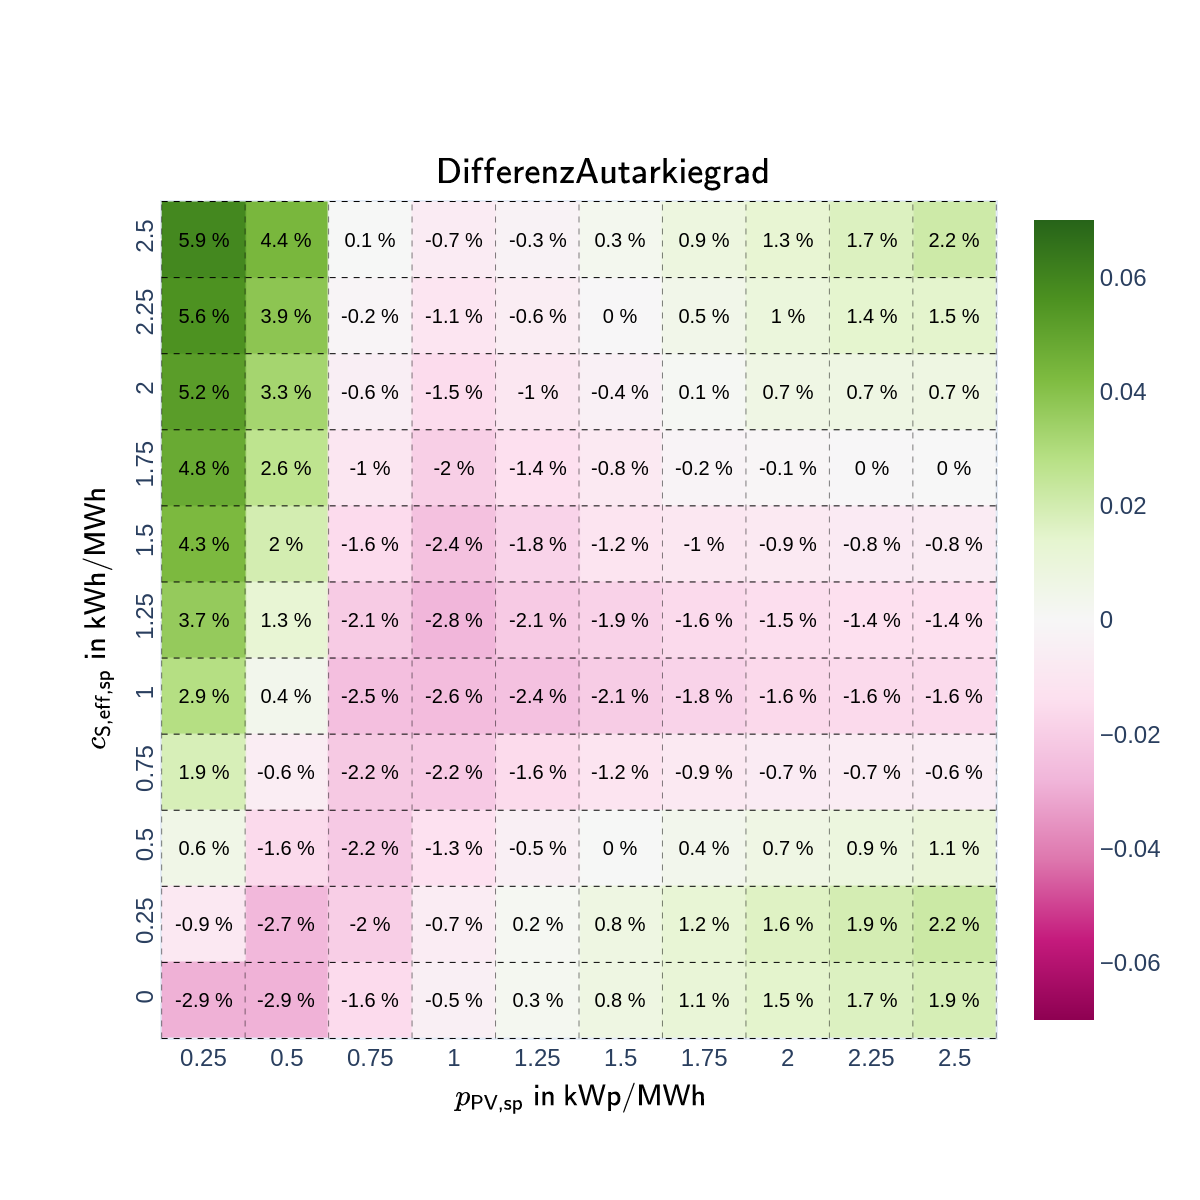 DifferenzAutarkiegrad
2.5 5.9 % 4.4 % 0.1 % -0.7 % -0.3 % 0.3 % 0.9 % 1.3 % 1.7 % 2.2 %
0.06
2.25 5.6 % 3.9 % -0.2 % -1.1 % -0.6 % 0 % 0.5 % 1 % 1.4 % 1.5 %
2 5.2 % 3.3 % -0.6 % -1.5 % -1 % -0.4 % 0.1 % 0.7 % 0.7 % 0.7 %
0.04
1.75 4.8 % 2.6 % -1 % -2 % -1.4 % -0.8 % -0.2 % -0.1 % 0 % 0 %
0.02
1.5 4.3 % 2 % -1.6 % -2.4 % -1.8 % -1.2 % -1 % -0.9 % -0.8 % -0.8 %
1.25 3.7 % 1.3 % -2.1 % -2.8 % -2.1 % -1.9 % -1.6 % -1.5 % -1.4 % -1.4 %
0
c_S,eff,sp in kWh/MWh
1 2.9 % 0.4 % -2.5 % -2.6 % -2.4 % -2.1 % -1.8 % -1.6 % -1.6 % -1.6 %
−0.02
0.75 1.9 % -0.6 % -2.2 % -2.2 % -1.6 % -1.2 % -0.9 % -0.7 % -0.7 % -0.6 %
0.5 0.6 % -1.6 % -2.2 % -1.3 % -0.5 % 0 % 0.4 % 0.7 % 0.9 % 1.1 %
−0.04
0.25 -0.9 % -2.7 % -2 % -0.7 % 0.2 % 0.8 % 1.2 % 1.6 % 1.9 % 2.2 %
−0.06
0 -2.9 % -2.9 % -1.6 % -0.5 % 0.3 % 0.8 % 1.1 % 1.5 % 1.7 % 1.9 %
0.25 0.5 0.75 1 1.25 1.5 1.75 2 2.25 2.5
p_PV,sp in kWp/MWh